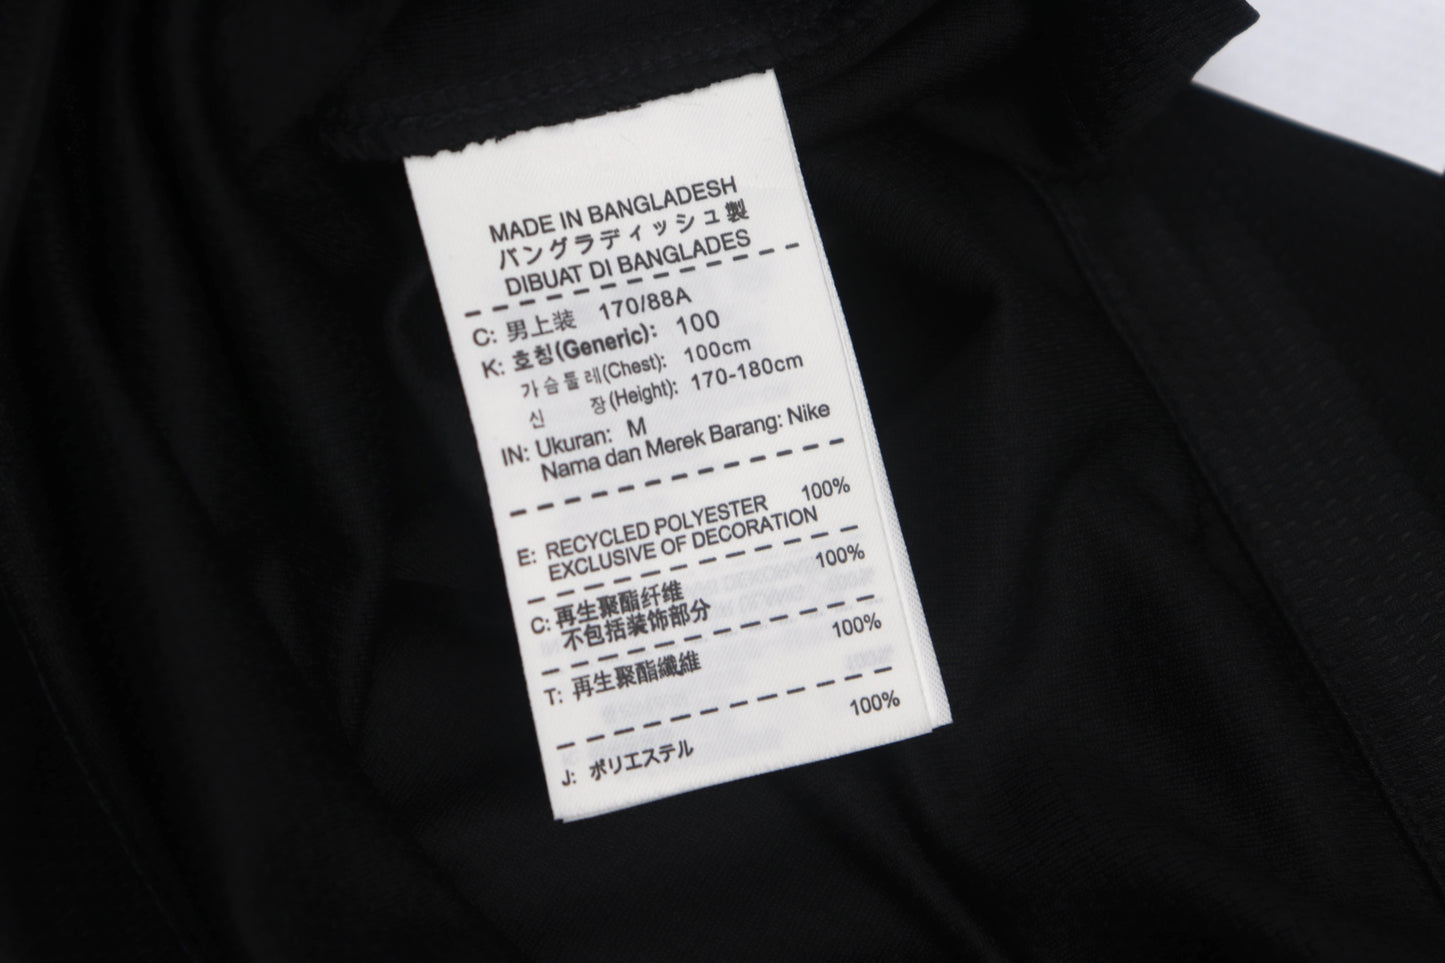 MADE IN BANGLADESH
バングラディッシュ製
DIBUAT DI BANGLADES
C: 男上装 170/88A
K: 호칭(Generic): 100
가슴둘레(Chest): 100cm
신 장(Height): 170-180cm
IN: Ukuran: M
Nama dan Merek Barang: Nike
100%
E: RECYCLED POLYESTER
EXCLUSIVE OF DECORATION
100%
C: 再生聚酯纤维
不包括装饰部分
100%
T: 再生聚酯纖維
100%
J: ポリエステル